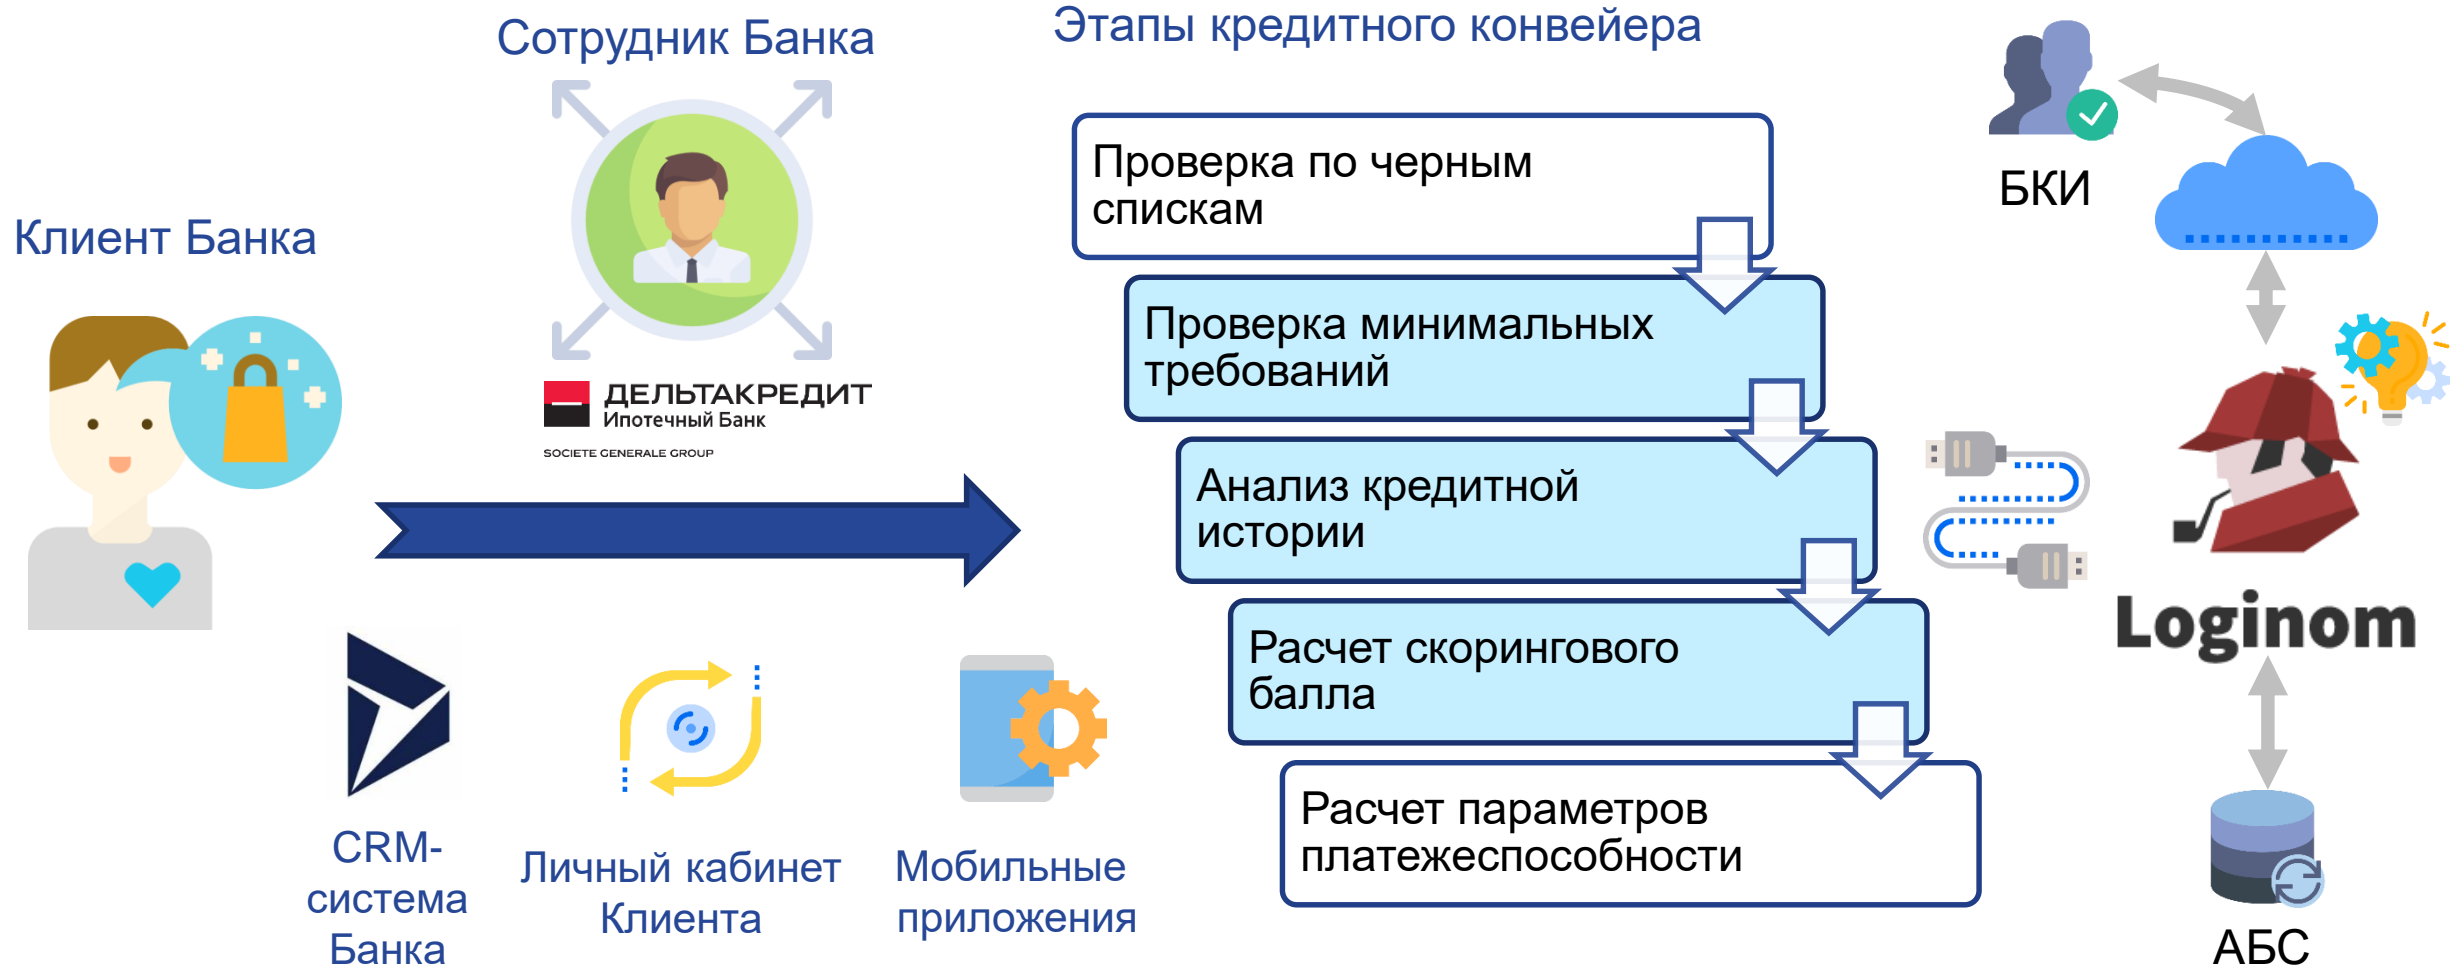 Клиент Банка
Сотрудник Банка
ДЕЛЬТАКРЕДИТ
Ипотечный Банк
SOCIETE GENERALE GROUP
CRM-
система
Банка
Личный кабинет
Клиента
Мобильные
приложения
Этапы кредитного конвейера
Проверка по черным
спискам
Проверка минимальных
требований
Анализ кредитной
истории
Расчет скорингового
балла
Расчет параметров
платежеспособности
БКИ
Loginom
АБС